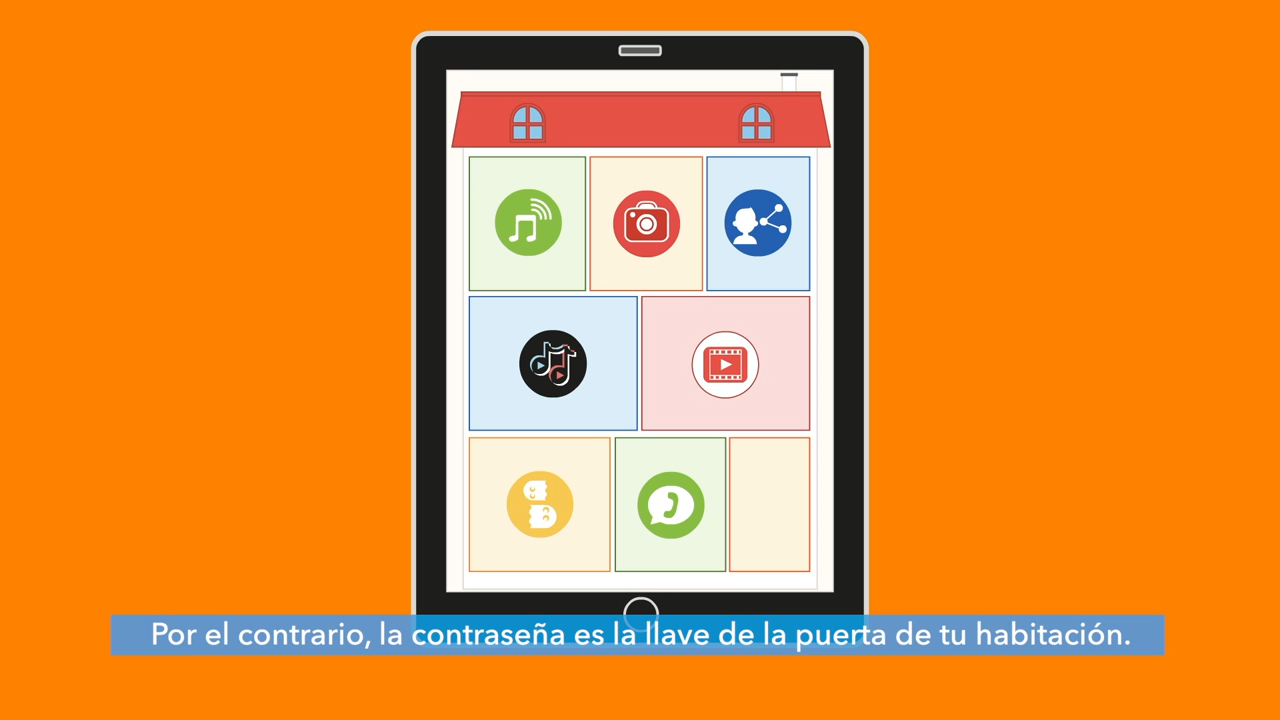 Por el contrario, la contraseña es la llave de la puerta de tu habitación.